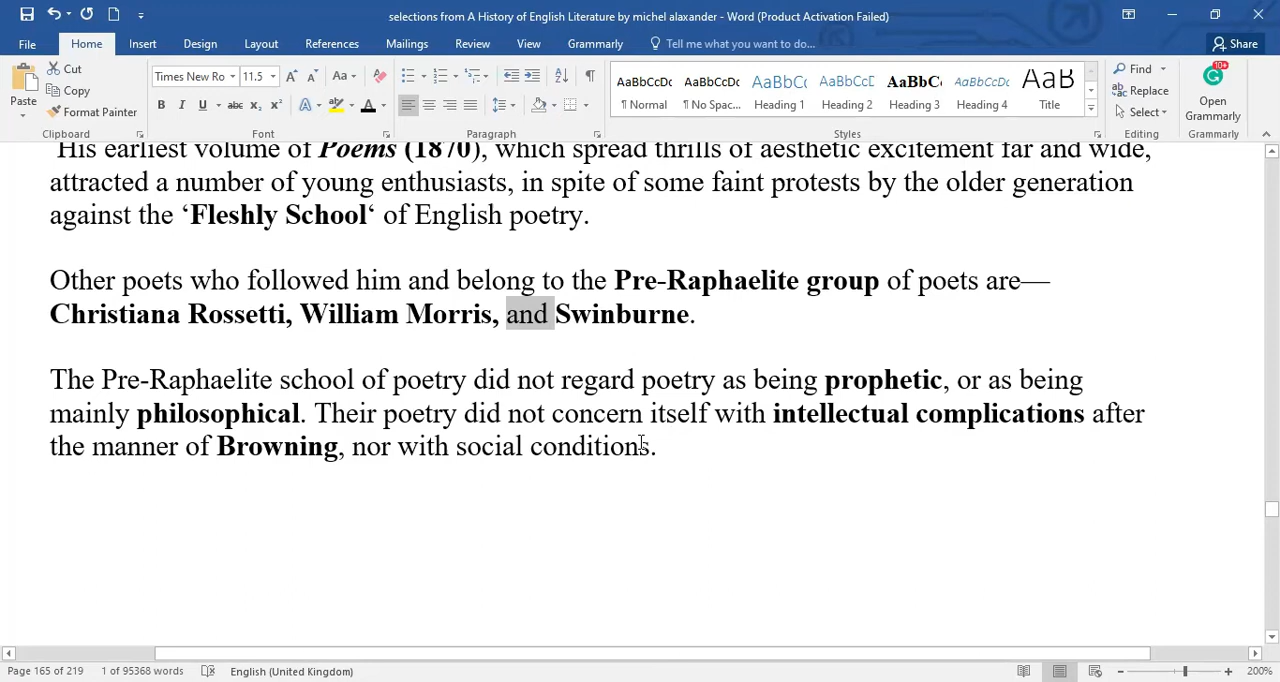 selections from A History of English Literature by michel alaxander - Word (Product Activation Failed)
File Home Insert Design Layout References Mailings Review View Grammarly Tell me what you want to do... Share
Paste
Cut
Copy
Format Painter
Clipboard
Times New Ro 11.5
Aa
B I U abc X₂ X² A A
Font
Paragraph
AaBbCcDc AaBbCcDc AaBbCcD AaBbCcD AaBbC AaBbCcDc AaB
¶ Normal ¶ No Spac... Heading 1 Heading 2 Heading 3 Heading 4 Title
Styles
Find
Replace
Select
Editing
10+
Open
Grammarly
Grammarly
His earliest volume of Poems (1870), which spread thrills of aesthetic excitement far and wide,
attracted a number of young enthusiasts, in spite of some faint protests by the older generation
against the ‘Fleshly School‘ of English poetry.
Other poets who followed him and belong to the Pre-Raphaelite group of poets are—
Christiana Rossetti, William Morris, and Swinburne.
The Pre-Raphaelite school of poetry did not regard poetry as being prophetic, or as being
mainly philosophical. Their poetry did not concern itself with intellectual complications after
the manner of Browning, nor with social conditions.
Page 165 of 219 1 of 95368 words English (United Kingdom) 200%